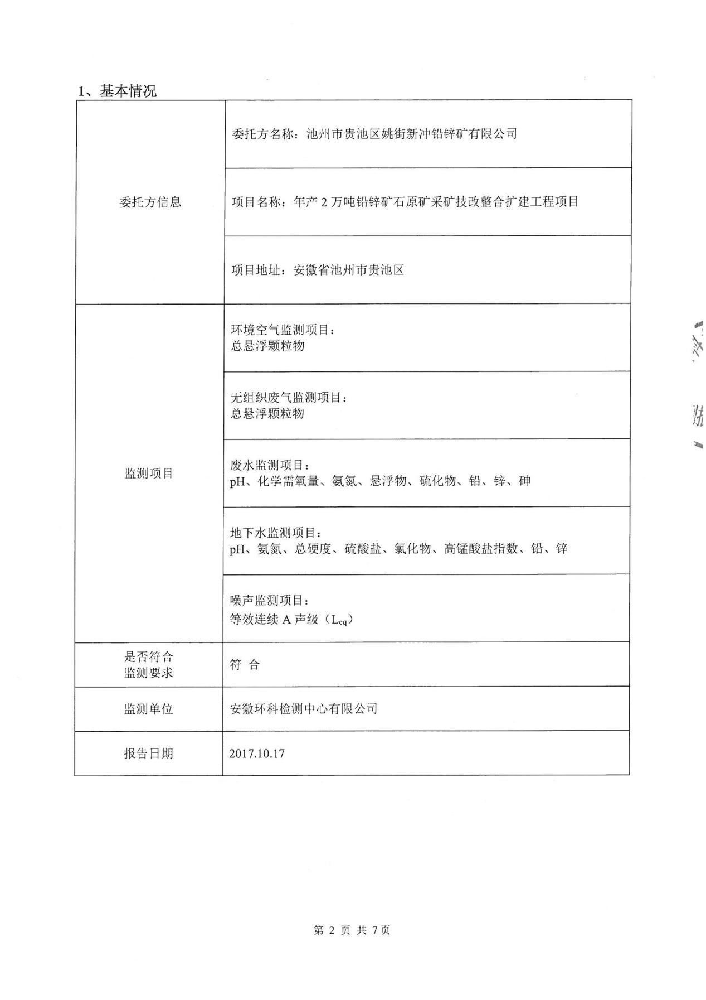 1、基本情况
委托方信息
委托方名称：池州市贵池区姚街新冲铅锌矿有限公司
项目名称：年产 2 万吨铅锌矿石原矿采矿技改整合扩建工程项目
项目地址：安徽省池州市贵池区
监测项目
环境空气监测项目：
总悬浮颗粒物
无组织废气监测项目：
总悬浮颗粒物
废水监测项目：
pH、化学需氧量、氨氮、悬浮物、硫化物、铅、锌、砷
地下水监测项目：
pH、氨氮、总硬度、硫酸盐、氯化物、高锰酸盐指数、铅、锌
噪声监测项目：
等效连续 A 声级（Leq）
是否符合
监测要求
符 合
监测单位
安徽环科检测中心有限公司
报告日期
2017.10.17
第 2 页 共 7 页